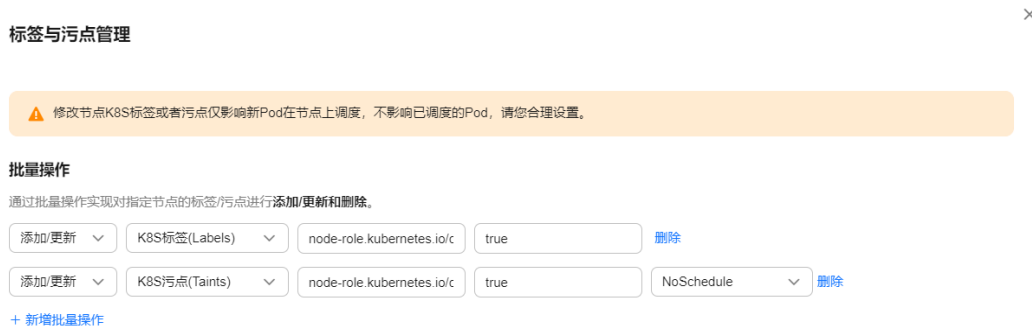 标签与污点管理
修改节点K8S标签或者污点仅影响新Pod在节点上调度，不影响已调度的Pod，请您合理设置。
批量操作
通过批量操作实现对指定节点的标签/污点进行添加/更新和删除。
添加/更新 K8S标签(Labels) node-role.kubernetes.io/c true 删除
添加/更新 K8S污点(Taints) node-role.kubernetes.io/c true NoSchedule 删除
+ 新增批量操作